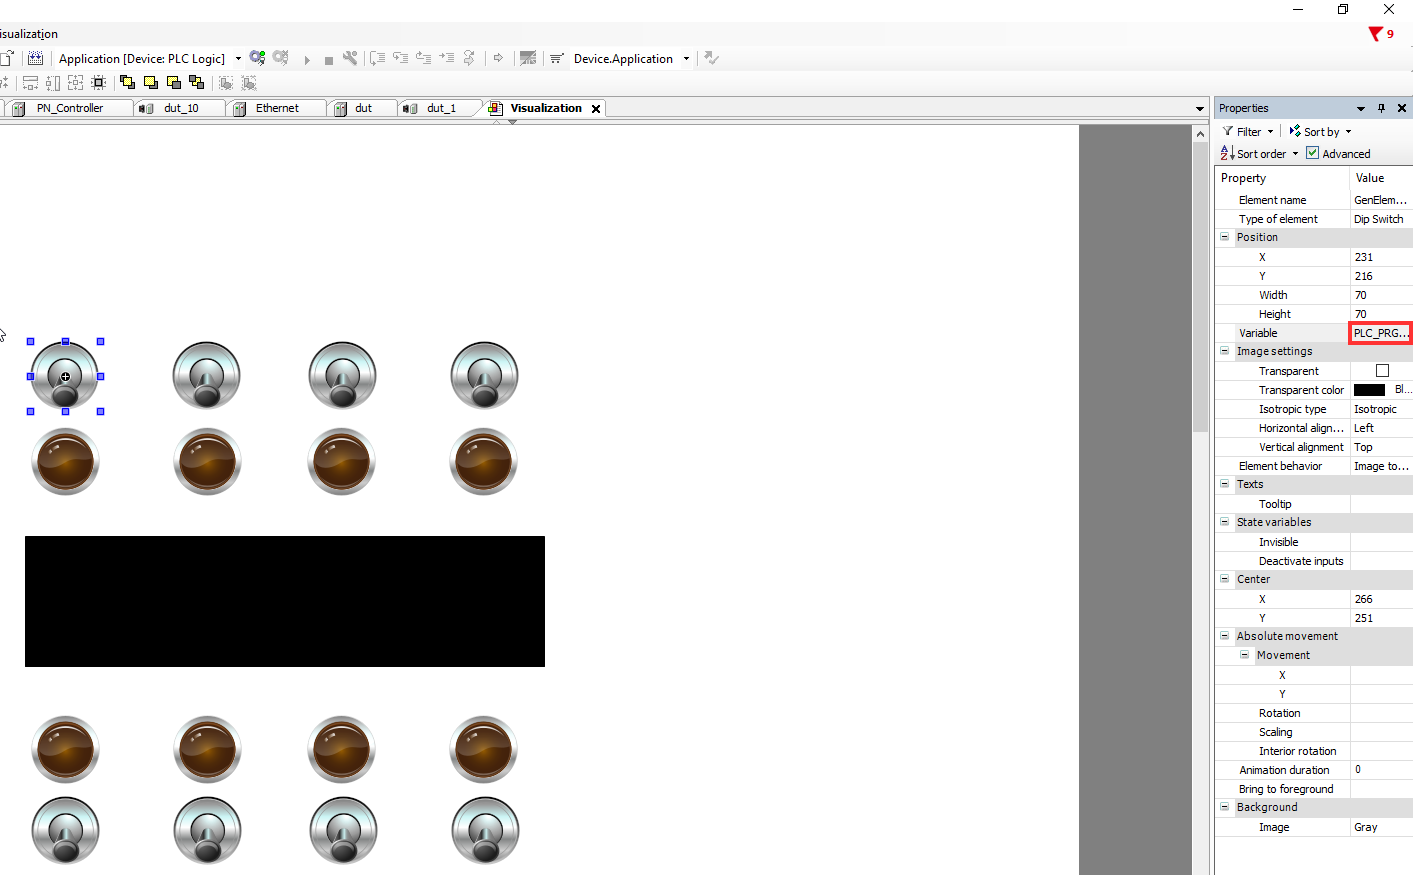 isualization
9
Application [Device: PLC Logic]
Device.Application
PN_Controller
dut_10
Ethernet
dut
dut_1
Visualization
Properties
Filter
Sort by
Sort order
Advanced
Property Value
Element name GenElem...
Type of element Dip Switch
Position
X 231
Y 216
Width 70
Height 70
Variable PLC_PRG...
Image settings
Transparent
Transparent color Bl...
Isotropic type Isotropic
Horizontal align... Left
Vertical alignment Top
Element behavior Image to...
Texts
Tooltip
State variables
Invisible
Deactivate inputs
Center
X 266
Y 251
Absolute movement
Movement
X
Y
Rotation
Scaling
Interior rotation
Animation duration 0
Bring to foreground
Background
Image Gray